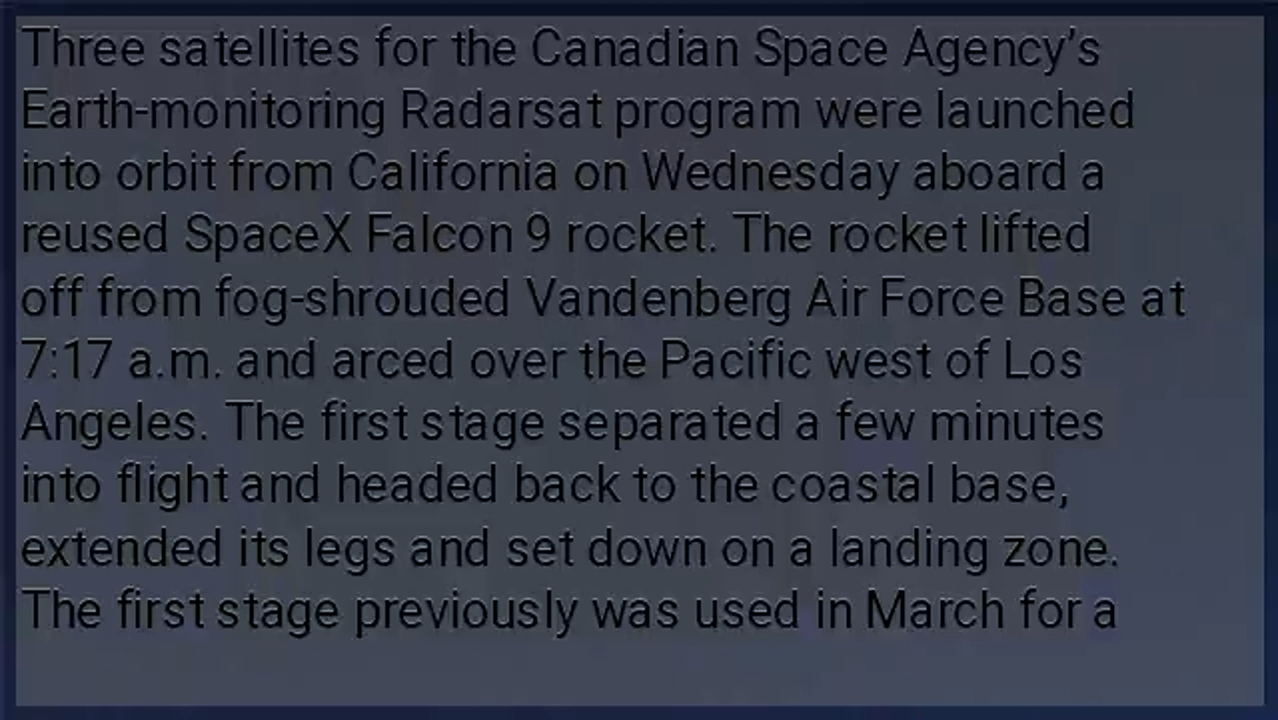 Three satellites for the Canadian Space Agency’s
Earth-monitoring Radarsat program were launched
into orbit from California on Wednesday aboard a
reused SpaceX Falcon 9 rocket. The rocket lifted
off from fog-shrouded Vandenberg Air Force Base at
7:17 a.m. and arced over the Pacific west of Los
Angeles. The first stage separated a few minutes
into flight and headed back to the coastal base,
extended its legs and set down on a landing zone.
The first stage previously was used in March for a